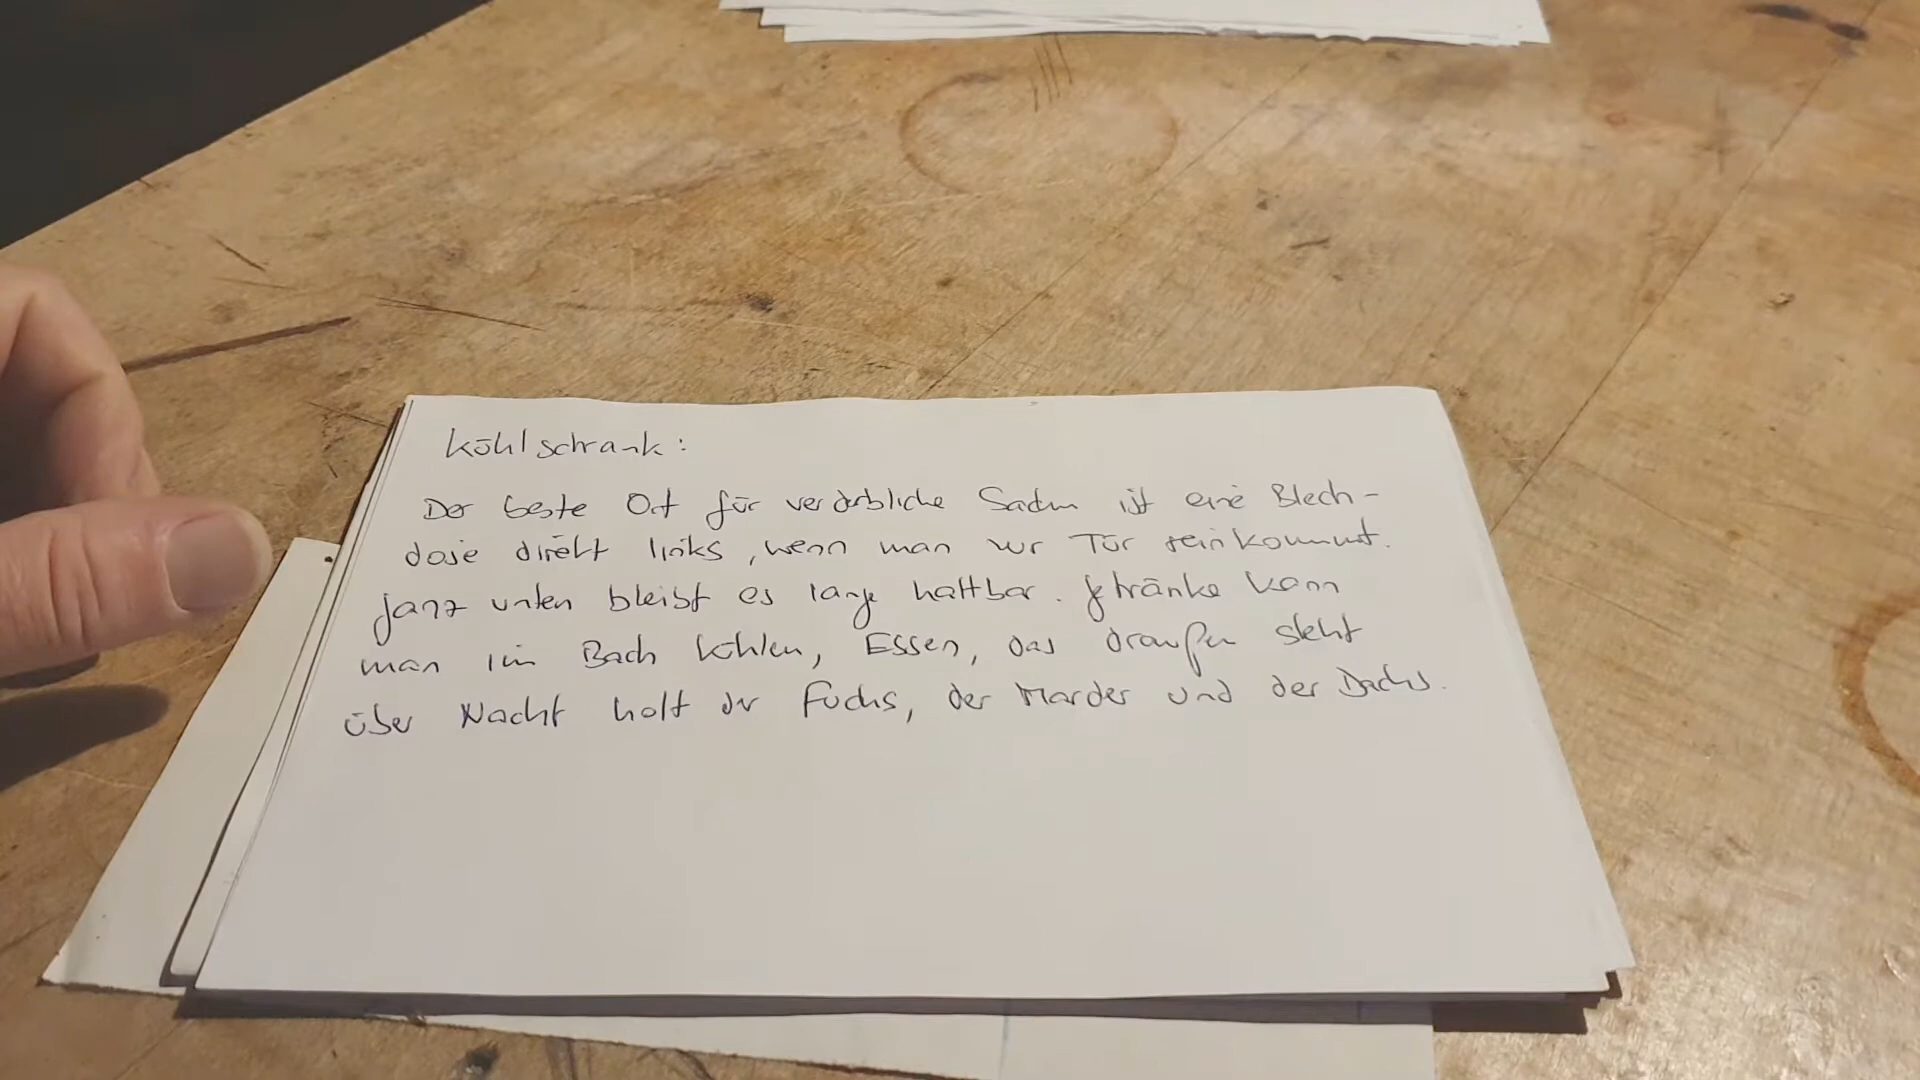 Kühlschrank:
Der beste Ort für verderbliche Sachen ist eine Blech-
dose direkt links, wenn man zur Tür reinkommt.
Ganz unten bleibt es lange haltbar. Getränke kann
man im Bach kühlen, Essen, das draußen steht
über Nacht holt der Fuchs, der Marder und der Dachs.